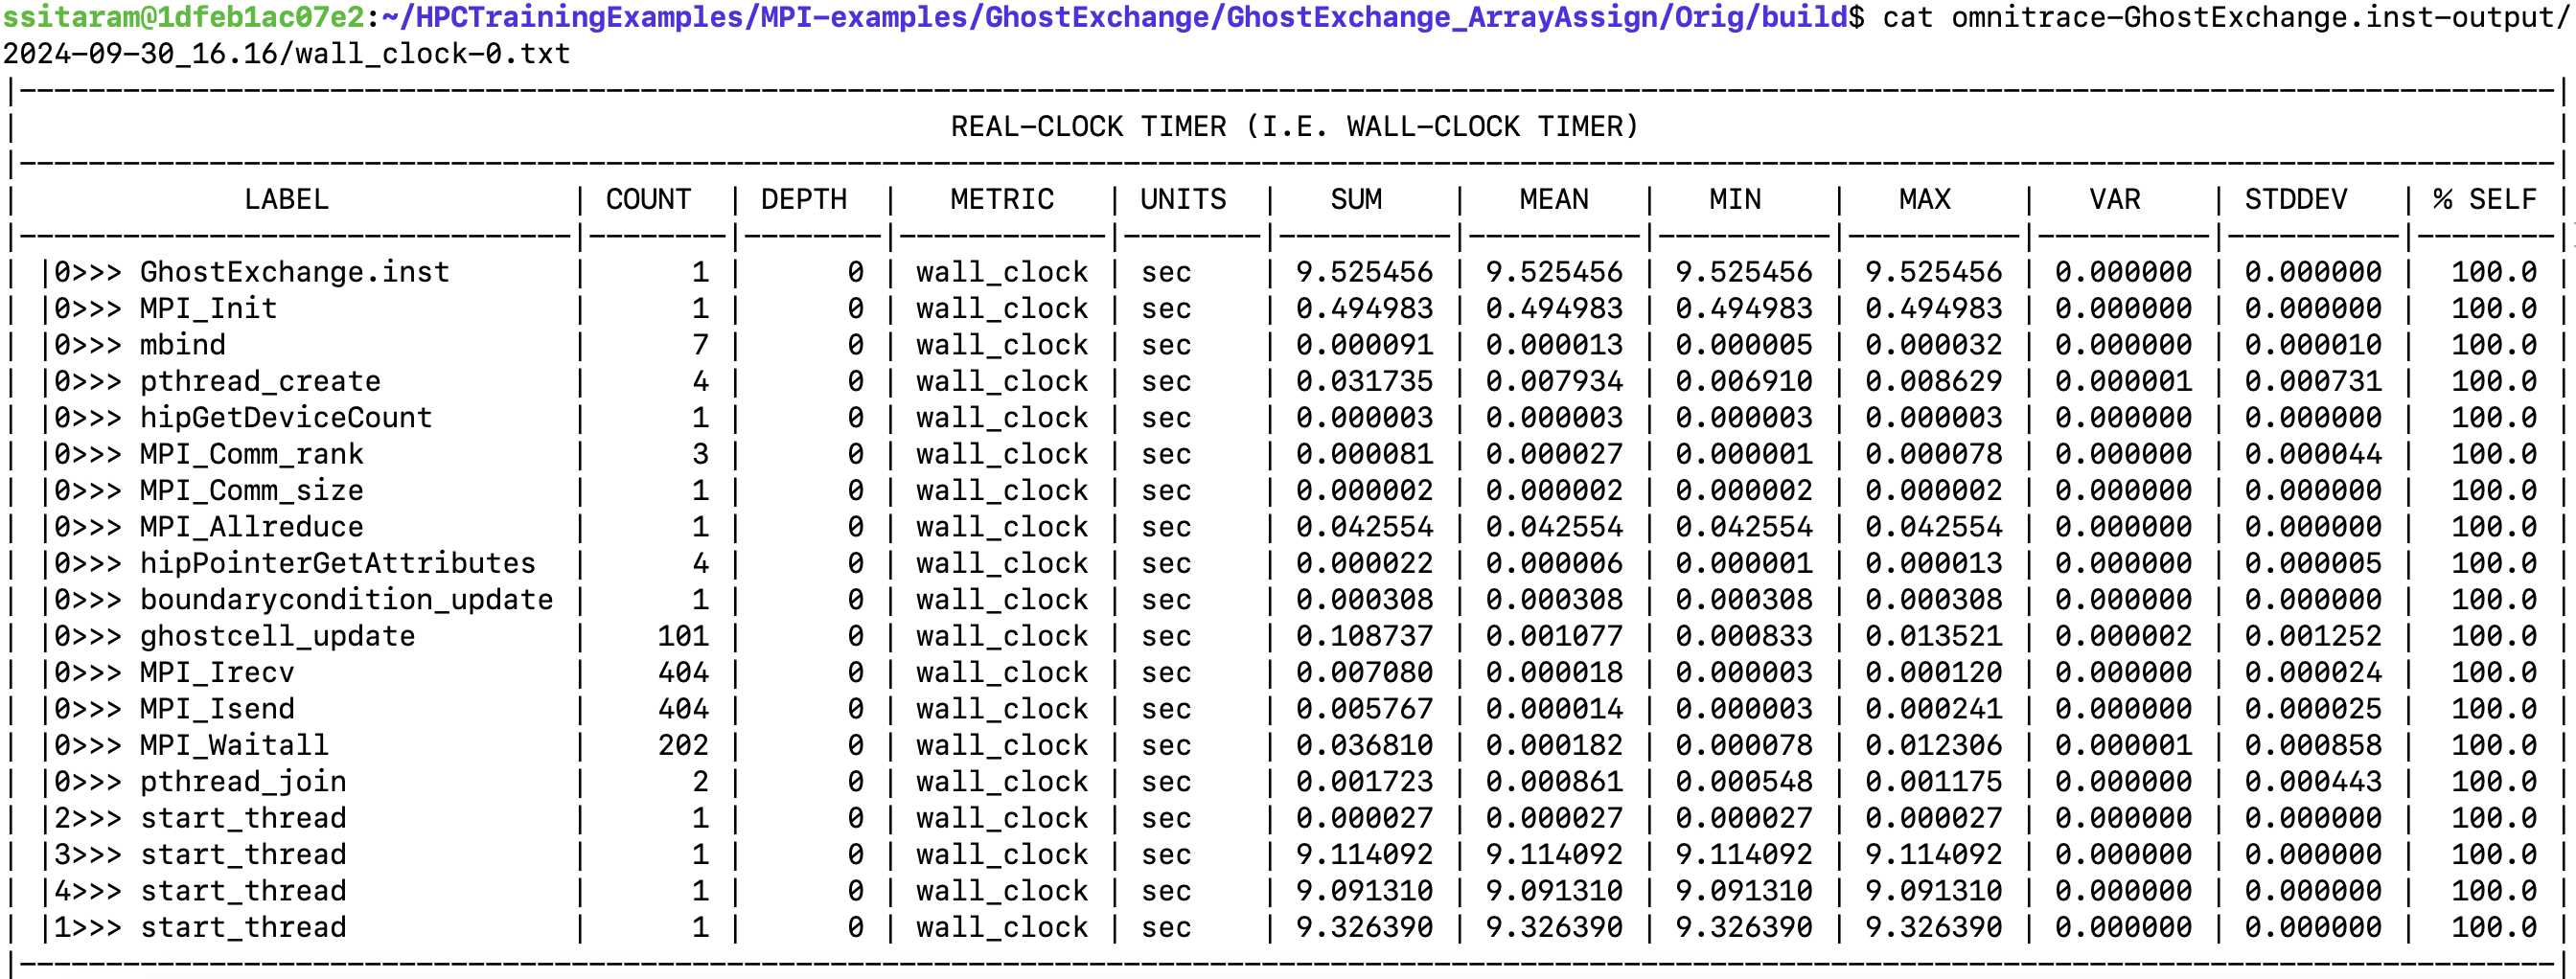 ssitaram@1dfeb1ac07e2:~/HPCTrainingExamples/MPI-examples/GhostExchange/GhostExchange_ArrayAssign/Orig/build$ cat omnitrace-GhostExchange.inst-output/
2024-09-30_16.16/wall_clock-0.txt
|----------------------------------------------------------------------------------------------------------------------------------------------------|
| REAL-CLOCK TIMER (I.E. WALL-CLOCK TIMER) |
|----------------------------------------------------------------------------------------------------------------------------------------------------|
| LABEL | COUNT | DEPTH | METRIC | UNITS | SUM | MEAN | MIN | MAX | VAR | STDDEV | % SELF |
|--------------------------------|--------|--------|------------|--------|----------|----------|----------|----------|----------|----------|--------|
| |0>>> GhostExchange.inst | 1 | 0 | wall_clock | sec | 9.525456 | 9.525456 | 9.525456 | 9.525456 | 0.000000 | 0.000000 | 100.0 |
| |0>>> MPI_Init | 1 | 0 | wall_clock | sec | 0.494983 | 0.494983 | 0.494983 | 0.494983 | 0.000000 | 0.000000 | 100.0 |
| |0>>> mbind | 7 | 0 | wall_clock | sec | 0.000091 | 0.000013 | 0.000005 | 0.000032 | 0.000000 | 0.000010 | 100.0 |
| |0>>> pthread_create | 4 | 0 | wall_clock | sec | 0.031735 | 0.007934 | 0.006910 | 0.008629 | 0.000001 | 0.000731 | 100.0 |
| |0>>> hipGetDeviceCount | 1 | 0 | wall_clock | sec | 0.000003 | 0.000003 | 0.000003 | 0.000003 | 0.000000 | 0.000000 | 100.0 |
| |0>>> MPI_Comm_rank | 3 | 0 | wall_clock | sec | 0.000081 | 0.000027 | 0.000001 | 0.000078 | 0.000000 | 0.000044 | 100.0 |
| |0>>> MPI_Comm_size | 1 | 0 | wall_clock | sec | 0.000002 | 0.000002 | 0.000002 | 0.000002 | 0.000000 | 0.000000 | 100.0 |
| |0>>> MPI_Allreduce | 1 | 0 | wall_clock | sec | 0.042554 | 0.042554 | 0.042554 | 0.042554 | 0.000000 | 0.000000 | 100.0 |
| |0>>> hipPointerGetAttributes | 4 | 0 | wall_clock | sec | 0.000022 | 0.000006 | 0.000001 | 0.000013 | 0.000000 | 0.000005 | 100.0 |
| |0>>> boundarycondition_update | 1 | 0 | wall_clock | sec | 0.000308 | 0.000308 | 0.000308 | 0.000308 | 0.000000 | 0.000000 | 100.0 |
| |0>>> ghostcell_update | 101 | 0 | wall_clock | sec | 0.108737 | 0.001077 | 0.000833 | 0.013521 | 0.000002 | 0.001252 | 100.0 |
| |0>>> MPI_Irecv | 404 | 0 | wall_clock | sec | 0.007080 | 0.000018 | 0.000003 | 0.000120 | 0.000000 | 0.000024 | 100.0 |
| |0>>> MPI_Isend | 404 | 0 | wall_clock | sec | 0.005767 | 0.000014 | 0.000003 | 0.000241 | 0.000000 | 0.000025 | 100.0 |
| |0>>> MPI_Waitall | 202 | 0 | wall_clock | sec | 0.036810 | 0.000182 | 0.000078 | 0.012306 | 0.000001 | 0.000858 | 100.0 |
| |0>>> pthread_join | 2 | 0 | wall_clock | sec | 0.001723 | 0.000861 | 0.000548 | 0.001175 | 0.000000 | 0.000443 | 100.0 |
| |2>>> start_thread | 1 | 0 | wall_clock | sec | 0.000027 | 0.000027 | 0.000027 | 0.000027 | 0.000000 | 0.000000 | 100.0 |
| |3>>> start_thread | 1 | 0 | wall_clock | sec | 9.114092 | 9.114092 | 9.114092 | 9.114092 | 0.000000 | 0.000000 | 100.0 |
| |4>>> start_thread | 1 | 0 | wall_clock | sec | 9.091310 | 9.091310 | 9.091310 | 9.091310 | 0.000000 | 0.000000 | 100.0 |
| |1>>> start_thread | 1 | 0 | wall_clock | sec | 9.326390 | 9.326390 | 9.326390 | 9.326390 | 0.000000 | 0.000000 | 100.0 |
|----------------------------------------------------------------------------------------------------------------------------------------------------|